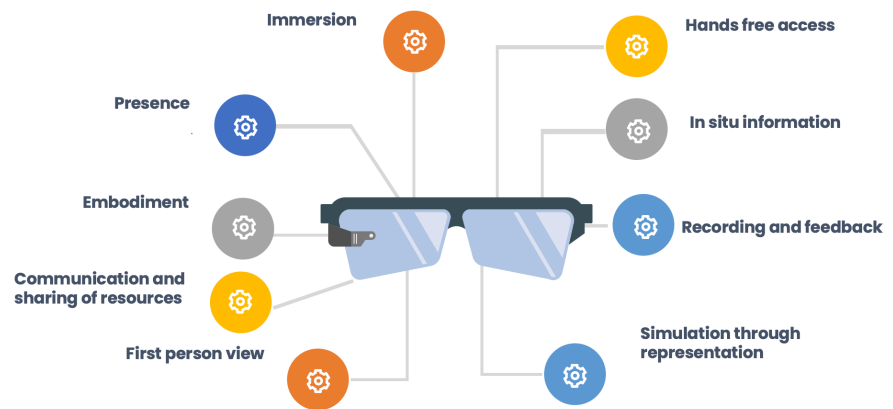 Immersion
Hands free access
Presence
In situ information
Embodiment
Recording and feedback
Communication and
sharing of resources
First person view
Simulation through
representation